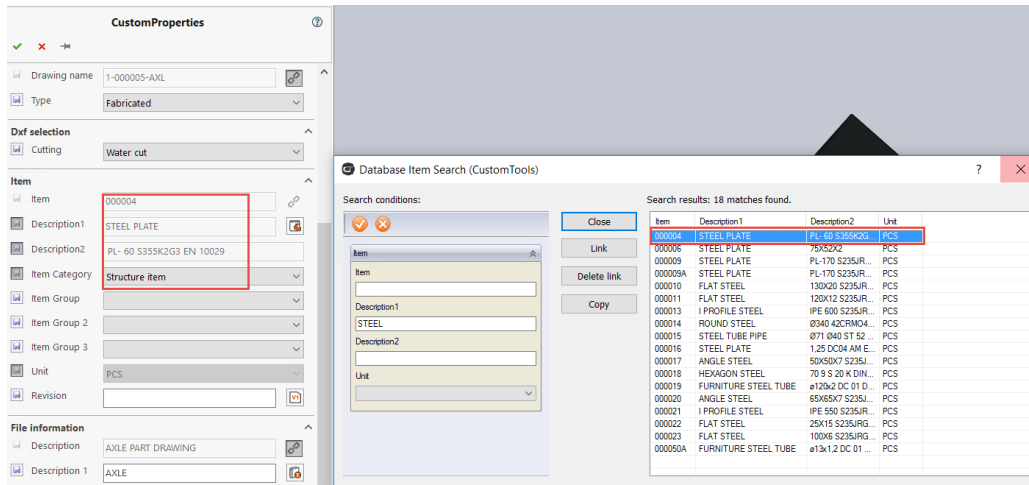 CustomProperties
Drawing name 1-000005-AXL
Type Fabricated
Dxf selection
Cutting Water cut
Item
Item 000004
Description1 STEEL PLATE
Description2 PL- 60 S355K2G3 EN 10029
Item Category Structure item
Item Group
Item Group 2
Item Group 3
Unit PCS
Revision
File information
Description AXLE PART DRAWING
Description 1 AXLE
Database Item Search (CustomTools)
Search conditions:
Item
Item
Description1
STEEL
Description2
Unit
Close
Link
Delete link
Copy
Search results: 18 matches found.
Item Description1 Description2 Unit
000004 STEEL PLATE PL- 60 S355K2G... PCS
000006 STEEL PLATE 75X52X2 PCS
000009 STEEL PLATE PL-170 S235JR... PCS
000009A STEEL PLATE PL-170 S235JR... PCS
000010 FLAT STEEL 130X20 S235JR... PCS
000011 FLAT STEEL 120X12 S235JR... PCS
000013 I PROFILE STEEL IPE 600 S235JR... PCS
000014 ROUND STEEL Ø340 42CRMO4... PCS
000015 STEEL TUBE PIPE Ø71 Ø40 ST 52 ... PCS
000016 STEEL PLATE 1,25 DC04 AM E... PCS
000017 ANGLE STEEL 50X50X7 S235J... PCS
000018 HEXAGON STEEL 70 9 S 20 K DIN... PCS
000019 FURNITURE STEEL TUBE ø120x2 DC 01 D... PCS
000020 ANGLE STEEL 65X65X7 S235J... PCS
000021 I PROFILE STEEL IPE 550 S235JR... PCS
000022 FLAT STEEL 25X15 S235JRG... PCS
000023 FLAT STEEL 100X6 S235JRG... PCS
000050A FURNITURE STEEL TUBE ø13x1,2 DC 01 ... PCS